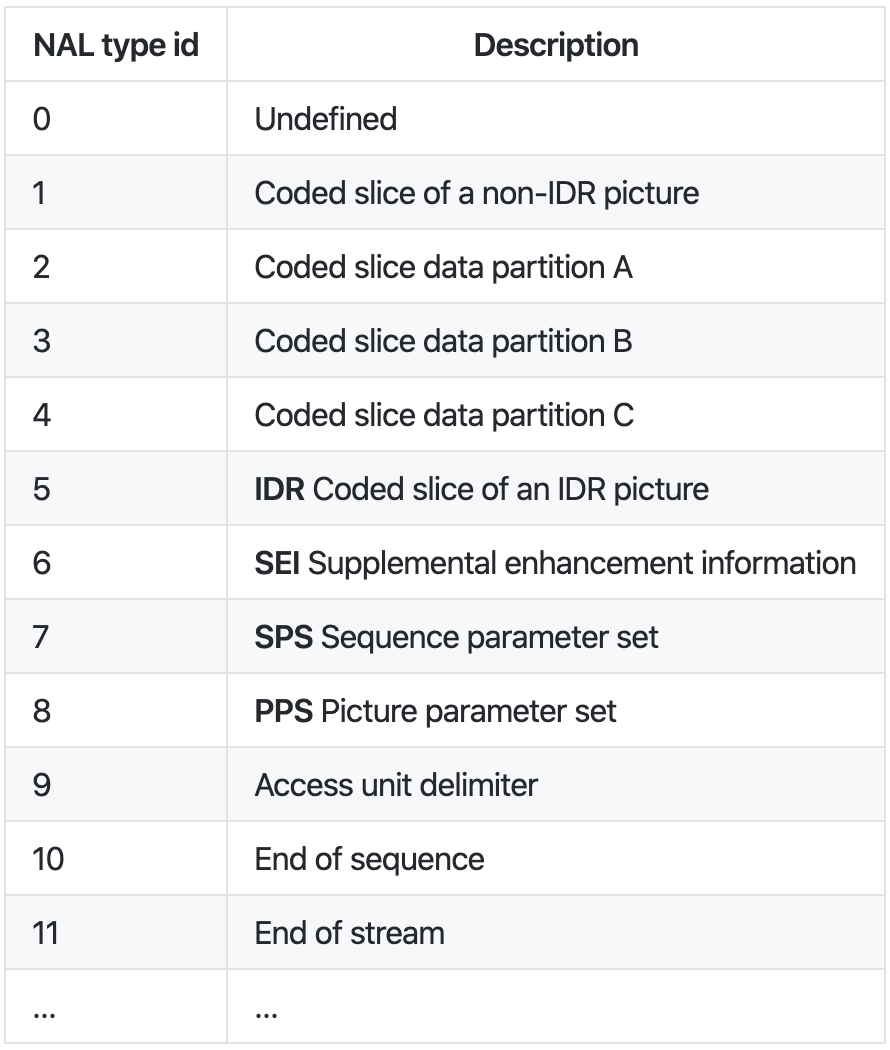 NAL type id Description
0 Undefined
1 Coded slice of a non-IDR picture
2 Coded slice data partition A
3 Coded slice data partition B
4 Coded slice data partition C
5 IDR Coded slice of an IDR picture
6 SEI Supplemental enhancement information
7 SPS Sequence parameter set
8 PPS Picture parameter set
9 Access unit delimiter
10 End of sequence
11 End of stream
... ...